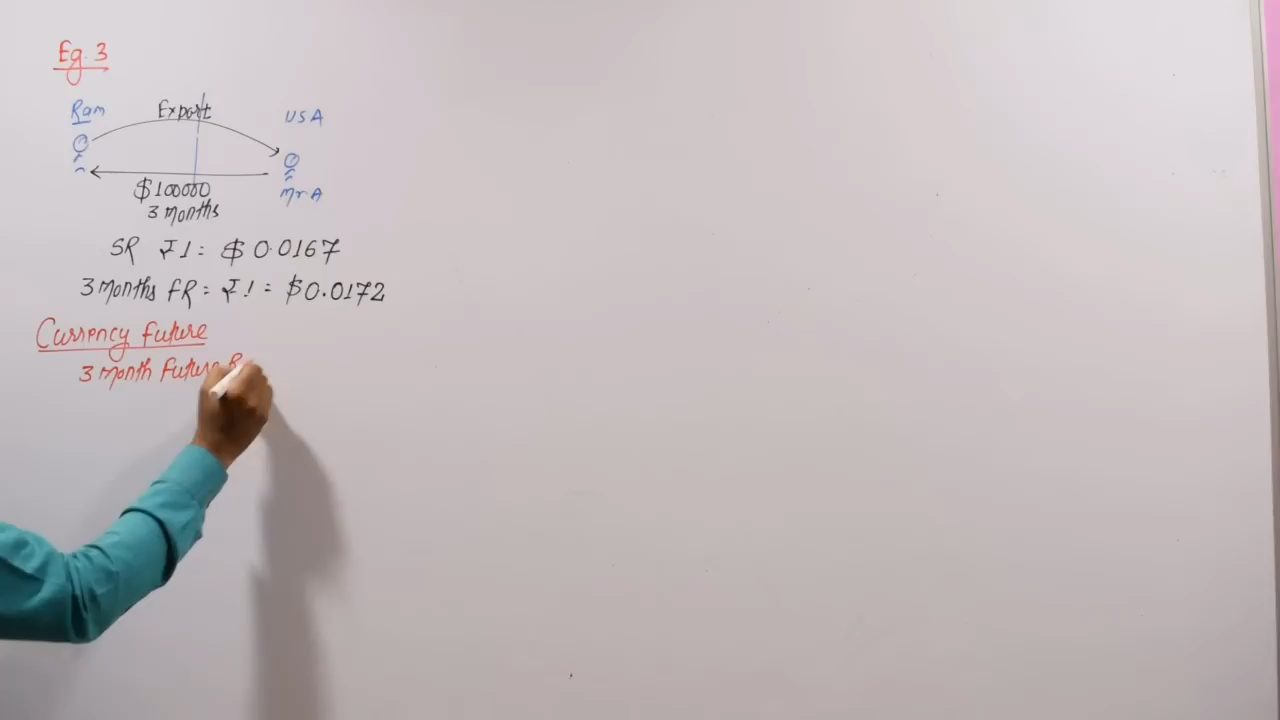 Eg. 3
Ram Export USA
$100000
3 Months
Mr A
SR ₹1 = $ 0.0167
3 Months FR = ₹1 = $0.0172
Currency Future
3 Month Future R